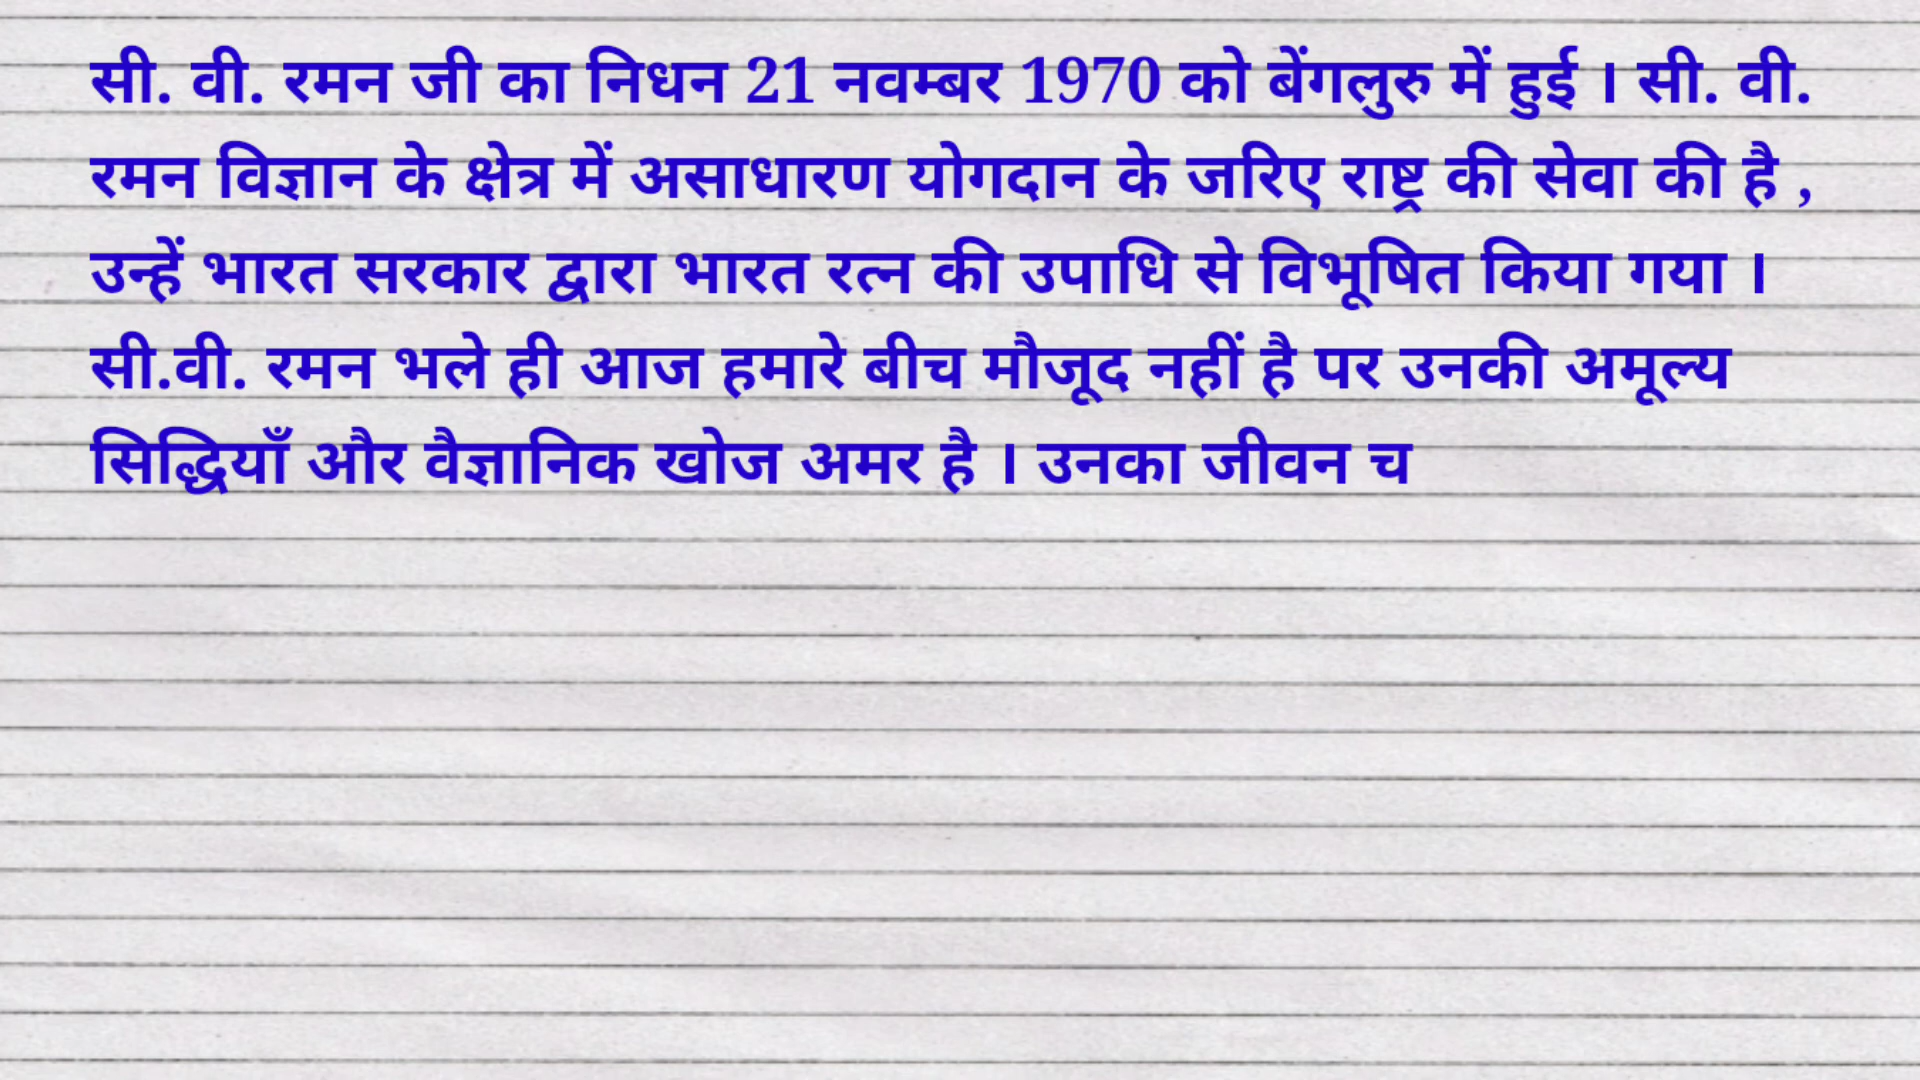 सी. वी. रमन जी का निधन 21 नवम्बर 1970 को बेंगलुरु में हुई । सी. वी.
रमन विज्ञान के क्षेत्र में असाधारण योगदान के जरिए राष्ट्र की सेवा की है ,
उन्हें भारत सरकार द्वारा भारत रत्न की उपाधि से विभूषित किया गया ।
सी.वी. रमन भले ही आज हमारे बीच मौजूद नहीं है पर उनकी अमूल्य
सिद्धियाँ और वैज्ञानिक खोज अमर है । उनका जीवन च